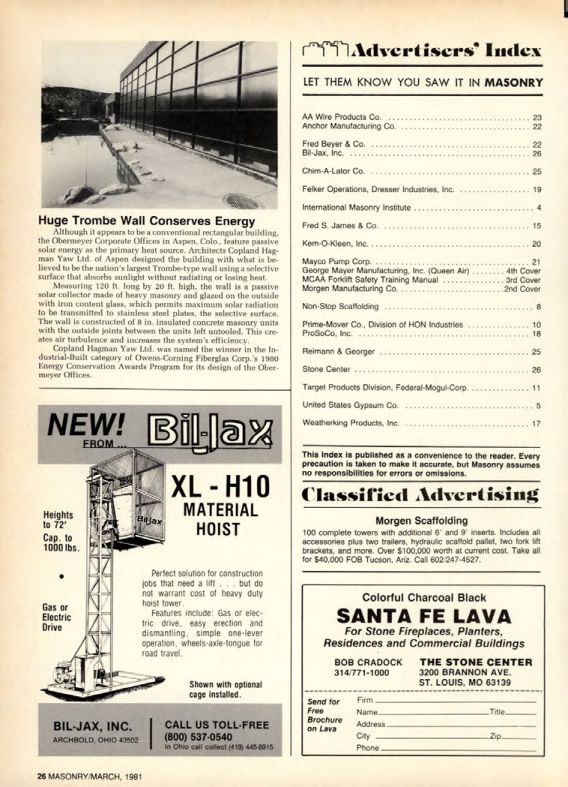 Huge Trombe Wall Conserves Energy
Although it appears to be a conventional rectangular building,
the Obermeyer Corporate Offices in Aspen, Colo., feature passive
solar energy as the primary heat source. Architects Copland Hag-
man Yaw Ltd. of Aspen designed the building with what is be-
lieved to be the nation's largest Trombe-type wall using a selective
surface that absorbs sunlight without radiating or losing heat.
Measuring 120 ft. long by 20 ft. high, the wall is a passive
solar collector made of heavy masonry and glazed on the outside
with iron content glass, which permits maximum solar radiation
to be transmitted to stainless steel plates, the selective surface.
The wall is constructed of 8 in. insulated concrete masonry units
with the outside joints between the units left untooled. This cre-
ates air turbulence and increases the system's efficiency.
Copland Hagman Yaw Ltd. was named the winner in the In-
dustrial-Built category of Owens-Corning Fiberglas Corp.'s 1980
Energy Conservation Awards Program for its design of the Ober-
meyer Offices.
NEW!
FROM ...
Bil-Jax
XL - H10
MATERIAL
HOIST
Heights
to 72'
Cap. to
1000 lbs.
•
Gas or
Electric
Drive
BilJax
Perfect solution for construction
jobs that need a lift . . . but do
not warrant cost of heavy duty
hoist tower.
Features include: Gas or elec-
tric drive, easy erection and
dismantling, simple one-lever
operation, wheels-axle-tongue for
road travel.
Shown with optional
cage installed.
BIL-JAX, INC.
ARCHBOLD, OHIO 43502
CALL US TOLL-FREE
(800) 537-0540
In Ohio call collect (419) 445-8915
26 MASONRY/MARCH, 1981
Advertisers' Index
LET THEM KNOW YOU SAW IT IN MASONRY
AA Wire Products Co. . . . . . . . . . . 23
Anchor Manufacturing Co. . . . . . . . . . . 22
Fred Beyer & Co. . . . . . . . . . . 22
Bil-Jax, Inc. . . . . . . . . . . 26
Chim-A-Lator Co. . . . . . . . . . . 25
Felker Operations, Dresser Industries, Inc. . . . . . . . . . . 19
International Masonry Institute . . . . . . . . . . 4
Fred S. James & Co. . . . . . . . . . . 15
Kem-O-Kleen, Inc. . . . . . . . . . . 20
Mayco Pump Corp. . . . . . . . . . . 21
George Mayer Manufacturing, Inc. (Queen Air) . . . . . . . . 4th Cover
MCAA Forklift Safety Training Manual . . . . . . . . . . 3rd Cover
Morgen Manufacturing Co. . . . . . . . . . . 2nd Cover
Non-Stop Scaffolding . . . . . . . . . . 8
Prime-Mover Co., Division of HON Industries . . . . . . . . . . 10
ProSoCo, Inc. . . . . . . . . . . 18
Reimann & Georger . . . . . . . . . . 25
Stone Center . . . . . . . . . . 26
Target Products Division, Federal-Mogul-Corp. . . . . . . . . . . 11
United States Gypsum Co. . . . . . . . . . . 5
Weatherking Products, Inc. . . . . . . . . . . 17
This Index is published as a convenience to the reader. Every
precaution is taken to make it accurate, but Masonry assumes
no responsibilities for errors or omissions.
Classified Advertising
Morgen Scaffolding
100 complete towers with additional 6' and 9' inserts. Includes all
accessories plus two trailers, hydraulic scaffold pallet, two fork lift
brackets, and more. Over $100,000 worth at current cost. Take all
for $40,000 FOB Tucson, Ariz. Call 602/247-4527.
Colorful Charcoal Black
SANTA FE LAVA
For Stone Fireplaces, Planters,
Residences and Commercial Buildings
BOB CRADOCK
314/771-1000
THE STONE CENTER
3200 BRANNON AVE.
ST. LOUIS, MO 63139
Send for
Free
Brochure
on Lava
Firm
Name Title
Address
City Zip
Phone